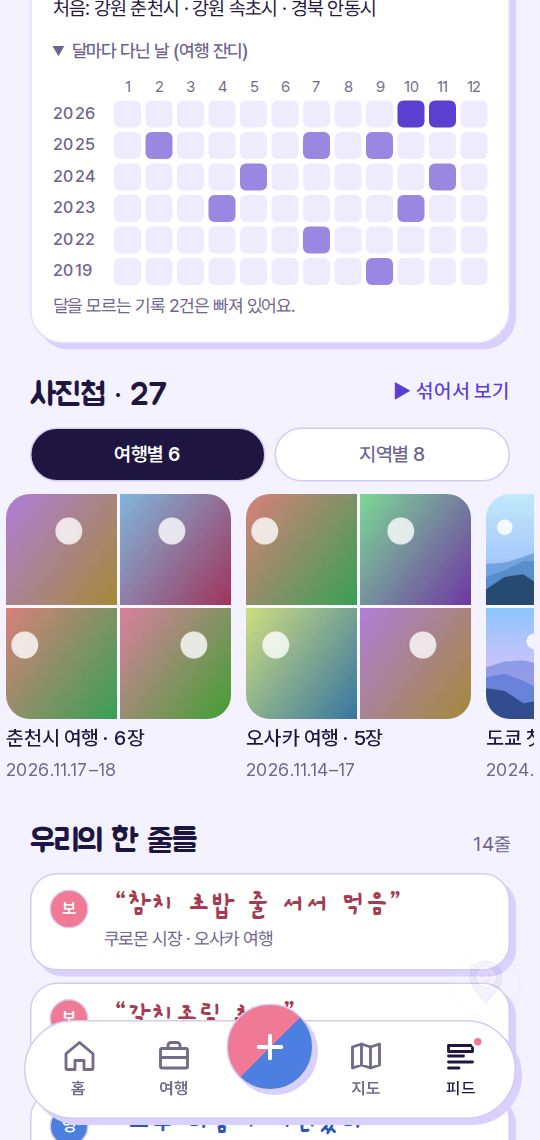 처음: 강원 춘천시 · 강원 속초시 · 경북 안동시
▼ 달마다 다닌 날 (여행 잔디)
1 2 3 4 5 6 7 8 9 10 11 12
2026
2025
2024
2023
2022
2019
달을 모르는 기록 2건은 빠져 있어요.
사진첩 · 27
▶ 섞어서 보기
여행별 6
지역별 8
춘천시 여행 · 6장
2026.11.17–18
오사카 여행 · 5장
2026.11.14–17
도쿄
2024.
우리의 한 줄들
14줄
보
“참치 초밥 줄 서서 먹음”
쿠로몬 시장 · 오사카 여행
보
“갈치조림
홈
여행
+
지도
피드